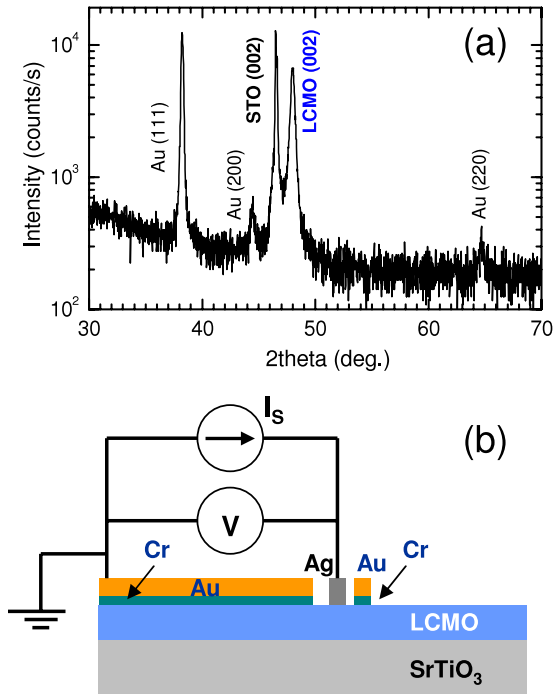 (a)
10⁴
10³
10²
Intensity (counts/s)
Au (111)
Au (200)
STO (002)
LCMO (002)
Au (220)
30 40 50 60 70
2theta (deg.)
(b)
I_S
V
Cr Ag Au Cr
Au
LCMO
SrTiO₃